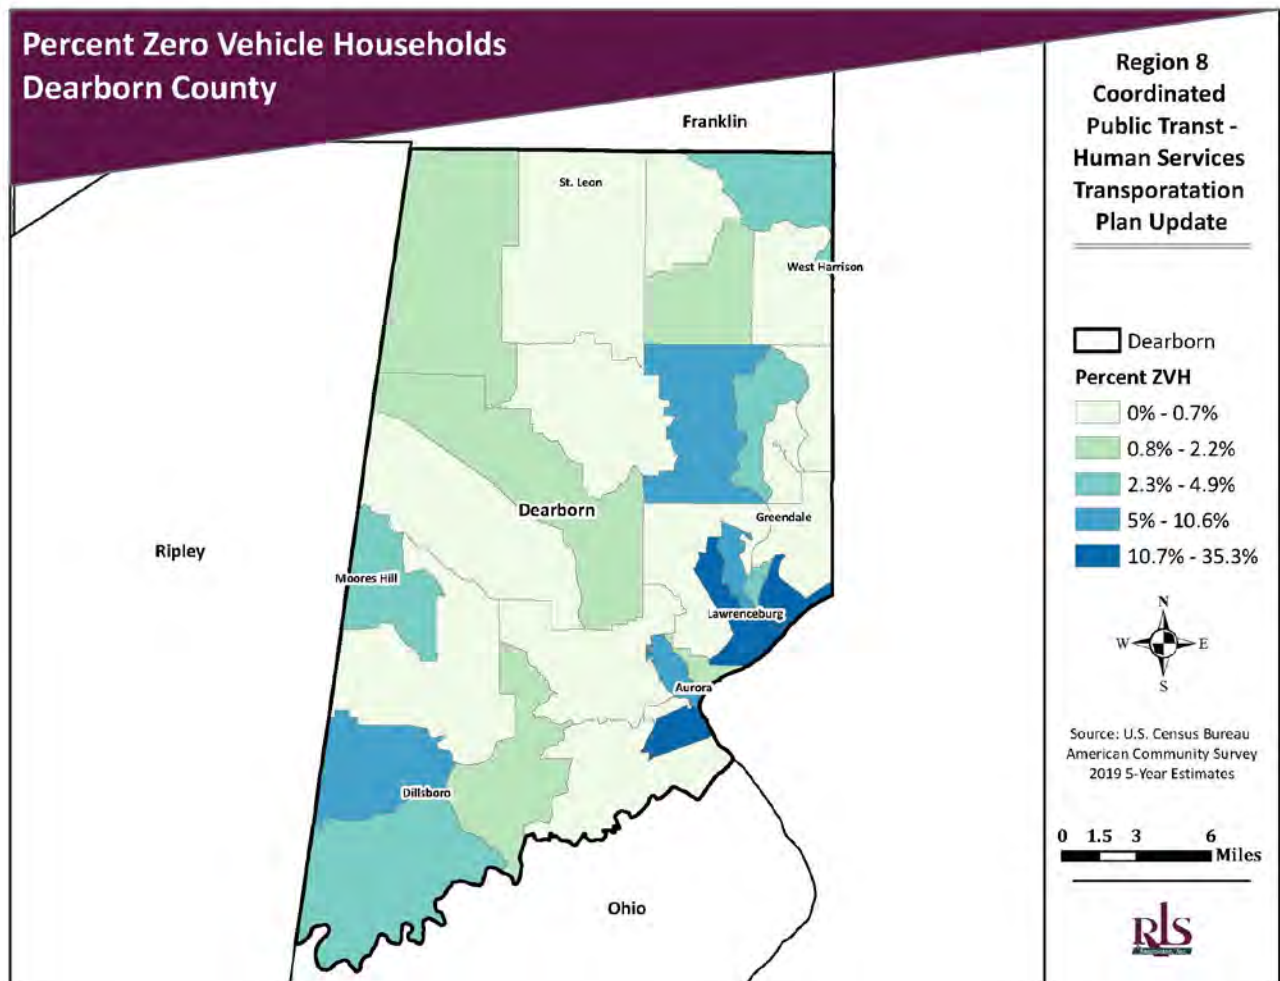 Percent Zero Vehicle Households
Dearborn County
Franklin
St. Leon
West Harrison
Greendale
Dearborn
Ripley
Moores Hill
Lawrenceburg
Aurora
Dillsboro
Ohio
Region 8
Coordinated
Public Transt -
Human Services
Transporatation
Plan Update
Dearborn
Percent ZVH
0% - 0.7%
0.8% - 2.2%
2.3% - 4.9%
5% - 10.6%
10.7% - 35.3%
N
W E
S
Source: U.S. Census Bureau
American Community Survey
2019 5-Year Estimates
0 1.5 3 6
Miles
RLS